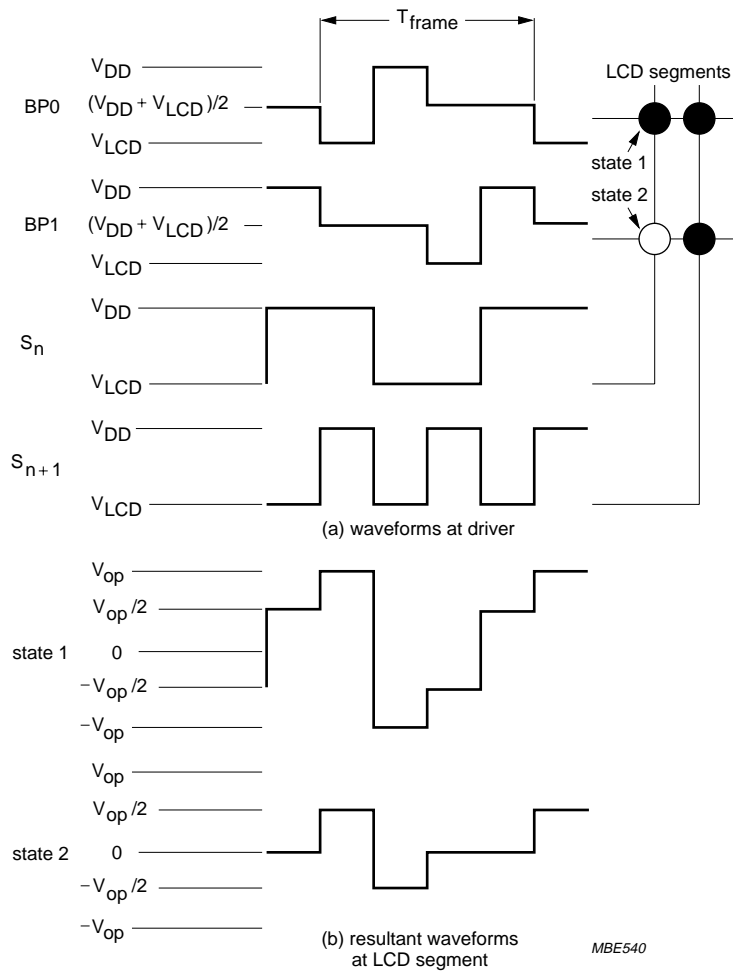 T_frame
V_DD
BP0 (V_DD + V_LCD)/2
V_LCD
LCD segments
state 1
V_DD
state 2
BP1 (V_DD + V_LCD)/2
V_LCD
V_DD
S_n
V_LCD
V_DD
S_n+1
V_LCD
(a) waveforms at driver
V_op
V_op/2
state 1 0
−V_op/2
−V_op
V_op
V_op/2
state 2 0
−V_op/2
−V_op
(b) resultant waveforms
at LCD segment
MBE540